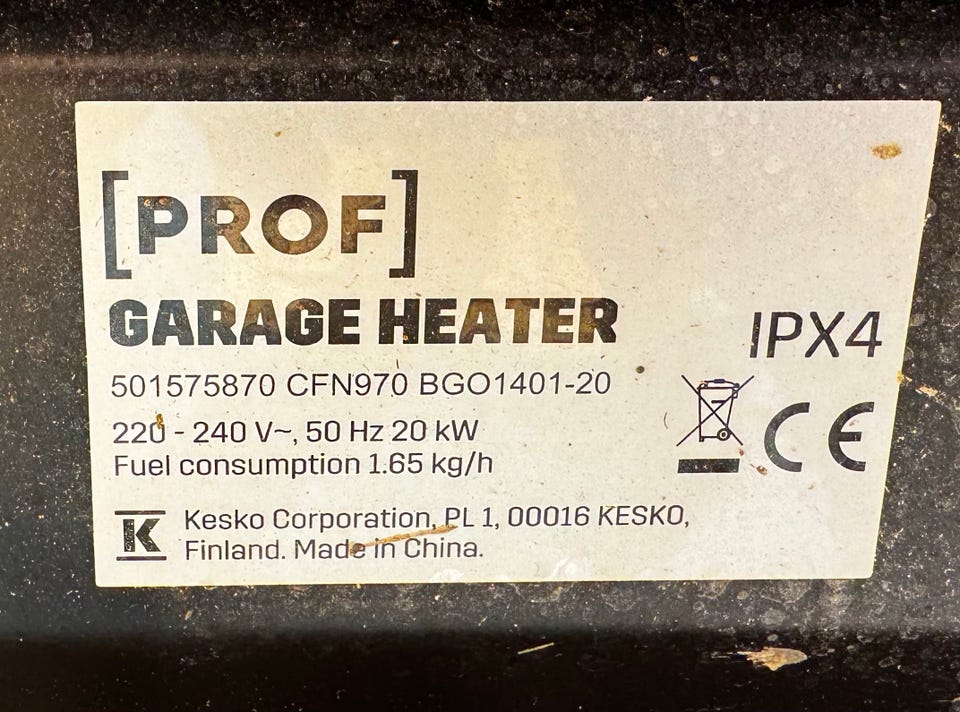 [PROF]
GARAGE HEATER
IPX4
501575870 CFN970 BGO1401-20
220 - 240 V~, 50 Hz 20 kW
Fuel consumption 1.65 kg/h
CE
K
Kesko Corporation, PL 1, 00016 KESKO,
Finland. Made in China.